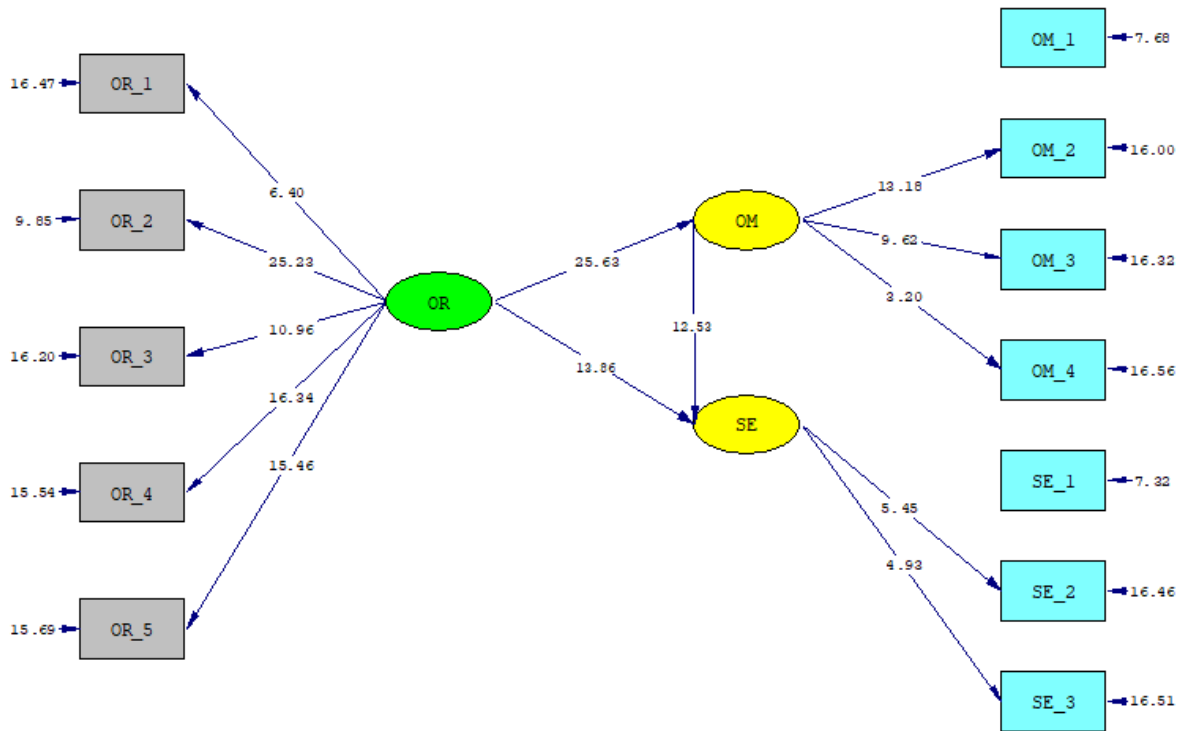 OM_1
7.68
16.47
OR_1
OM_2
16.00
13.18
6.40
9.85
OR_2
OM
9.62
25.23
25.63
OM_3
16.32
3.20
OR
10.96
12.53
16.20
OR_3
13.86
OM_4
16.56
16.34
SE
15.46
SE_1
7.32
15.54
OR_4
5.45
4.93
SE_2
16.46
15.69
OR_5
SE_3
16.51